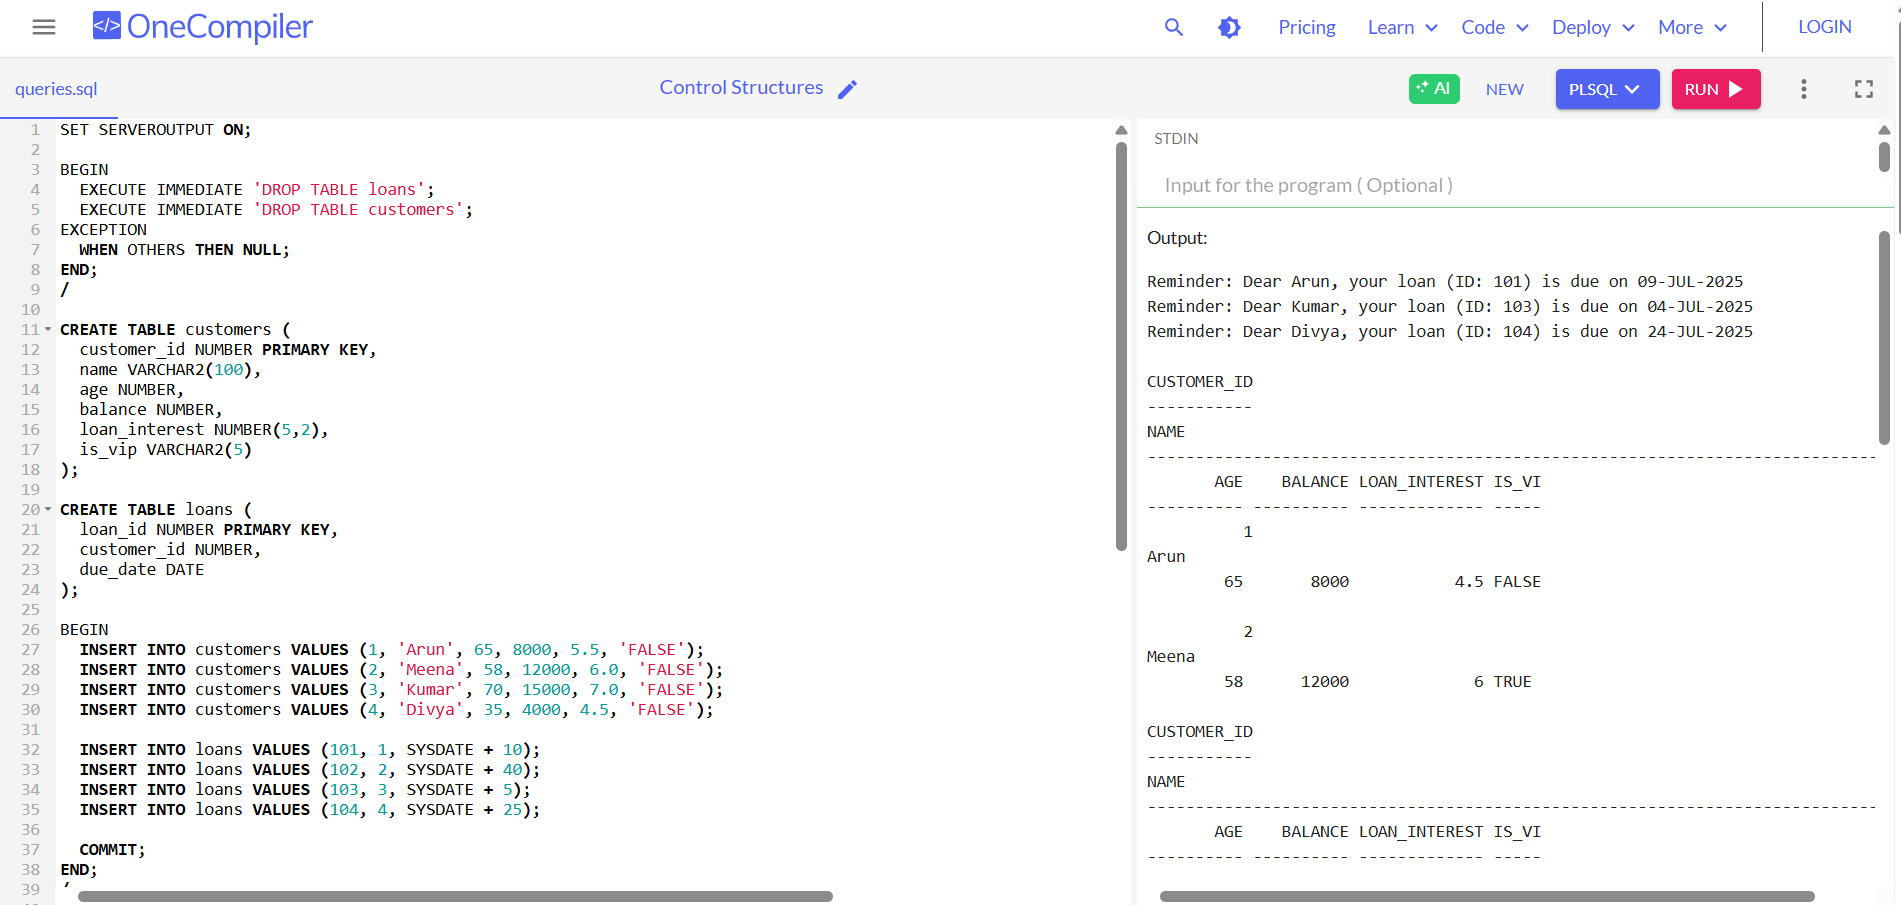 </> OneCompiler
Pricing Learn Code Deploy More LOGIN
queries.sql
Control Structures
AI NEW PLSQL RUN
1 SET SERVEROUTPUT ON;
2
3 BEGIN
4   EXECUTE IMMEDIATE 'DROP TABLE loans';
5   EXECUTE IMMEDIATE 'DROP TABLE customers';
6 EXCEPTION
7   WHEN OTHERS THEN NULL;
8 END;
9 /
10
11 CREATE TABLE customers (
12   customer_id NUMBER PRIMARY KEY,
13   name VARCHAR2(100),
14   age NUMBER,
15   balance NUMBER,
16   loan_interest NUMBER(5,2),
17   is_vip VARCHAR2(5)
18 );
19
20 CREATE TABLE loans (
21   loan_id NUMBER PRIMARY KEY,
22   customer_id NUMBER,
23   due_date DATE
24 );
25
26 BEGIN
27   INSERT INTO customers VALUES (1, 'Arun', 65, 8000, 5.5, 'FALSE');
28   INSERT INTO customers VALUES (2, 'Meena', 58, 12000, 6.0, 'FALSE');
29   INSERT INTO customers VALUES (3, 'Kumar', 70, 15000, 7.0, 'FALSE');
30   INSERT INTO customers VALUES (4, 'Divya', 35, 4000, 4.5, 'FALSE');
31
32   INSERT INTO loans VALUES (101, 1, SYSDATE + 10);
33   INSERT INTO loans VALUES (102, 2, SYSDATE + 40);
34   INSERT INTO loans VALUES (103, 3, SYSDATE + 5);
35   INSERT INTO loans VALUES (104, 4, SYSDATE + 25);
36
37   COMMIT;
38 END;
39
STDIN
Input for the program ( Optional )
Output:
Reminder: Dear Arun, your loan (ID: 101) is due on 09-JUL-2025
Reminder: Dear Kumar, your loan (ID: 103) is due on 04-JUL-2025
Reminder: Dear Divya, your loan (ID: 104) is due on 24-JUL-2025
CUSTOMER_ID
-----------
NAME
----------------------------------------------------------------------------
       AGE    BALANCE LOAN_INTEREST IS_VI
---------- ---------- ------------- -----
          1
Arun
        65       8000           4.5 FALSE
          2
Meena
        58      12000             6 TRUE
CUSTOMER_ID
-----------
NAME
----------------------------------------------------------------------------
       AGE    BALANCE LOAN_INTEREST IS_VI
---------- ---------- ------------- -----